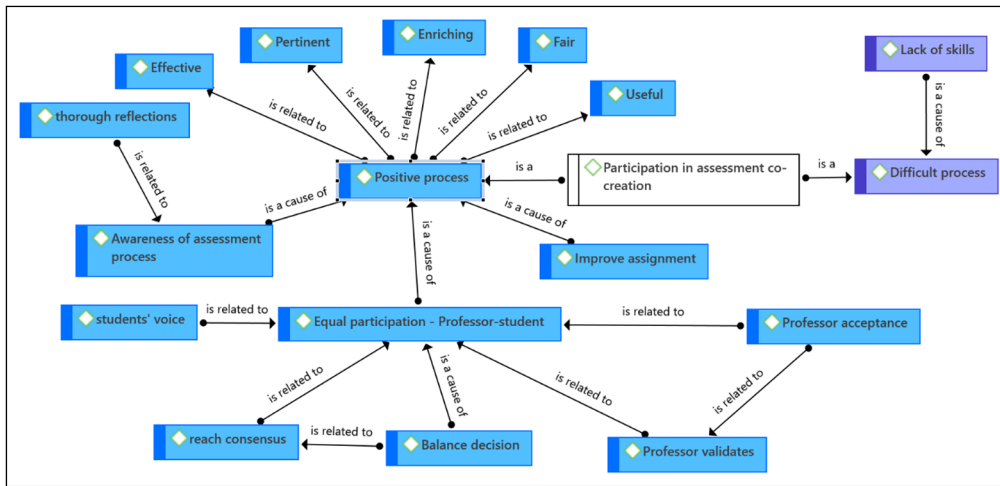 Pertinent
Enriching
Fair
Lack of skills
Effective
Useful
thorough reflections
is related to
is related to
is related to
is related to
is related to
is a cause of
is related to
Positive process
is a
Participation in assessment co-
creation
is a
Difficult process
is a cause of
is a cause of
Awareness of assessment
process
is a cause of
Improve assignment
students' voice
is related to
Equal participation - Professor-student
is related to
Professor acceptance
is related to
is a cause of
is related to
is related to
reach consensus
is related to
Balance decision
Professor validates